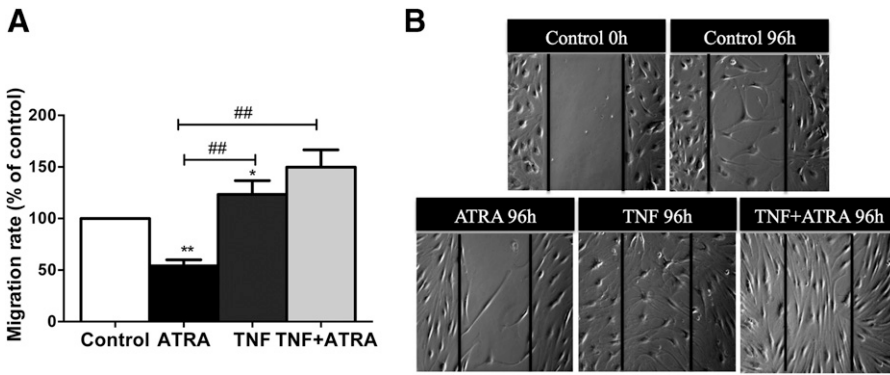 A
Migration rate (% of control)
200
150
100
50
0
##
##
**
*
Control ATRA TNF TNF+ATRA
B
Control 0h Control 96h
ATRA 96h TNF 96h TNF+ATRA 96h